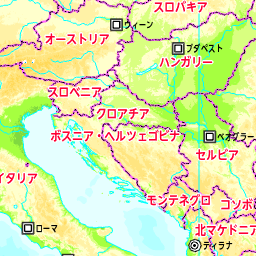 スロバキア
ウィーン
オーストリア
ブダペスト
ハンガリー
スロベニア
クロアチア
ボスニア・ヘルツェゴビナ
ベオグラー
セルビア
イタリア
モンテネグロ
コソボ
ローマ
北マケドニア
ティラナ